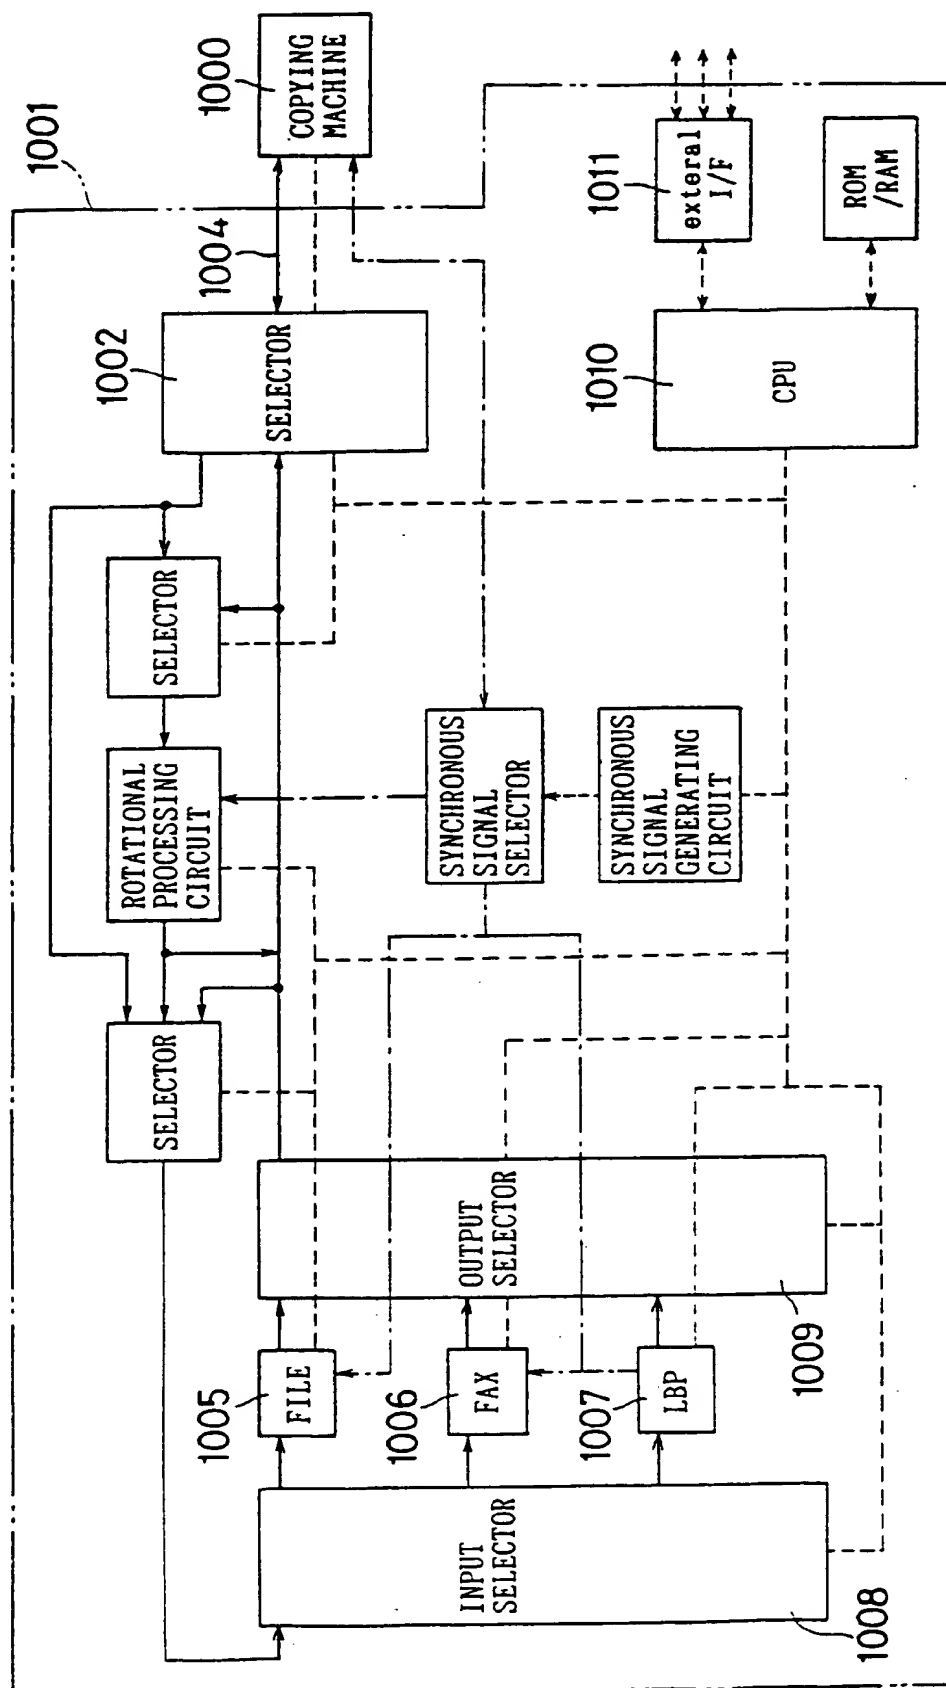 1001
1000
COPYING
MACHINE
1004
1002
SELECTOR
SELECTOR
ROTATIONAL
PROCESSING
CIRCUIT
SELECTOR
SYNCHRONOUS
SIGNAL
SELECTOR
SYNCHRONOUS
SIGNAL
GENERATING
CIRCUIT
1011
exteral
I/F
ROM
/RAM
1010
CPU
OUTPUT
SELECTOR
1009
1005
FILE
1006
FAX
1007
LBP
INPUT
SELECTOR
1008